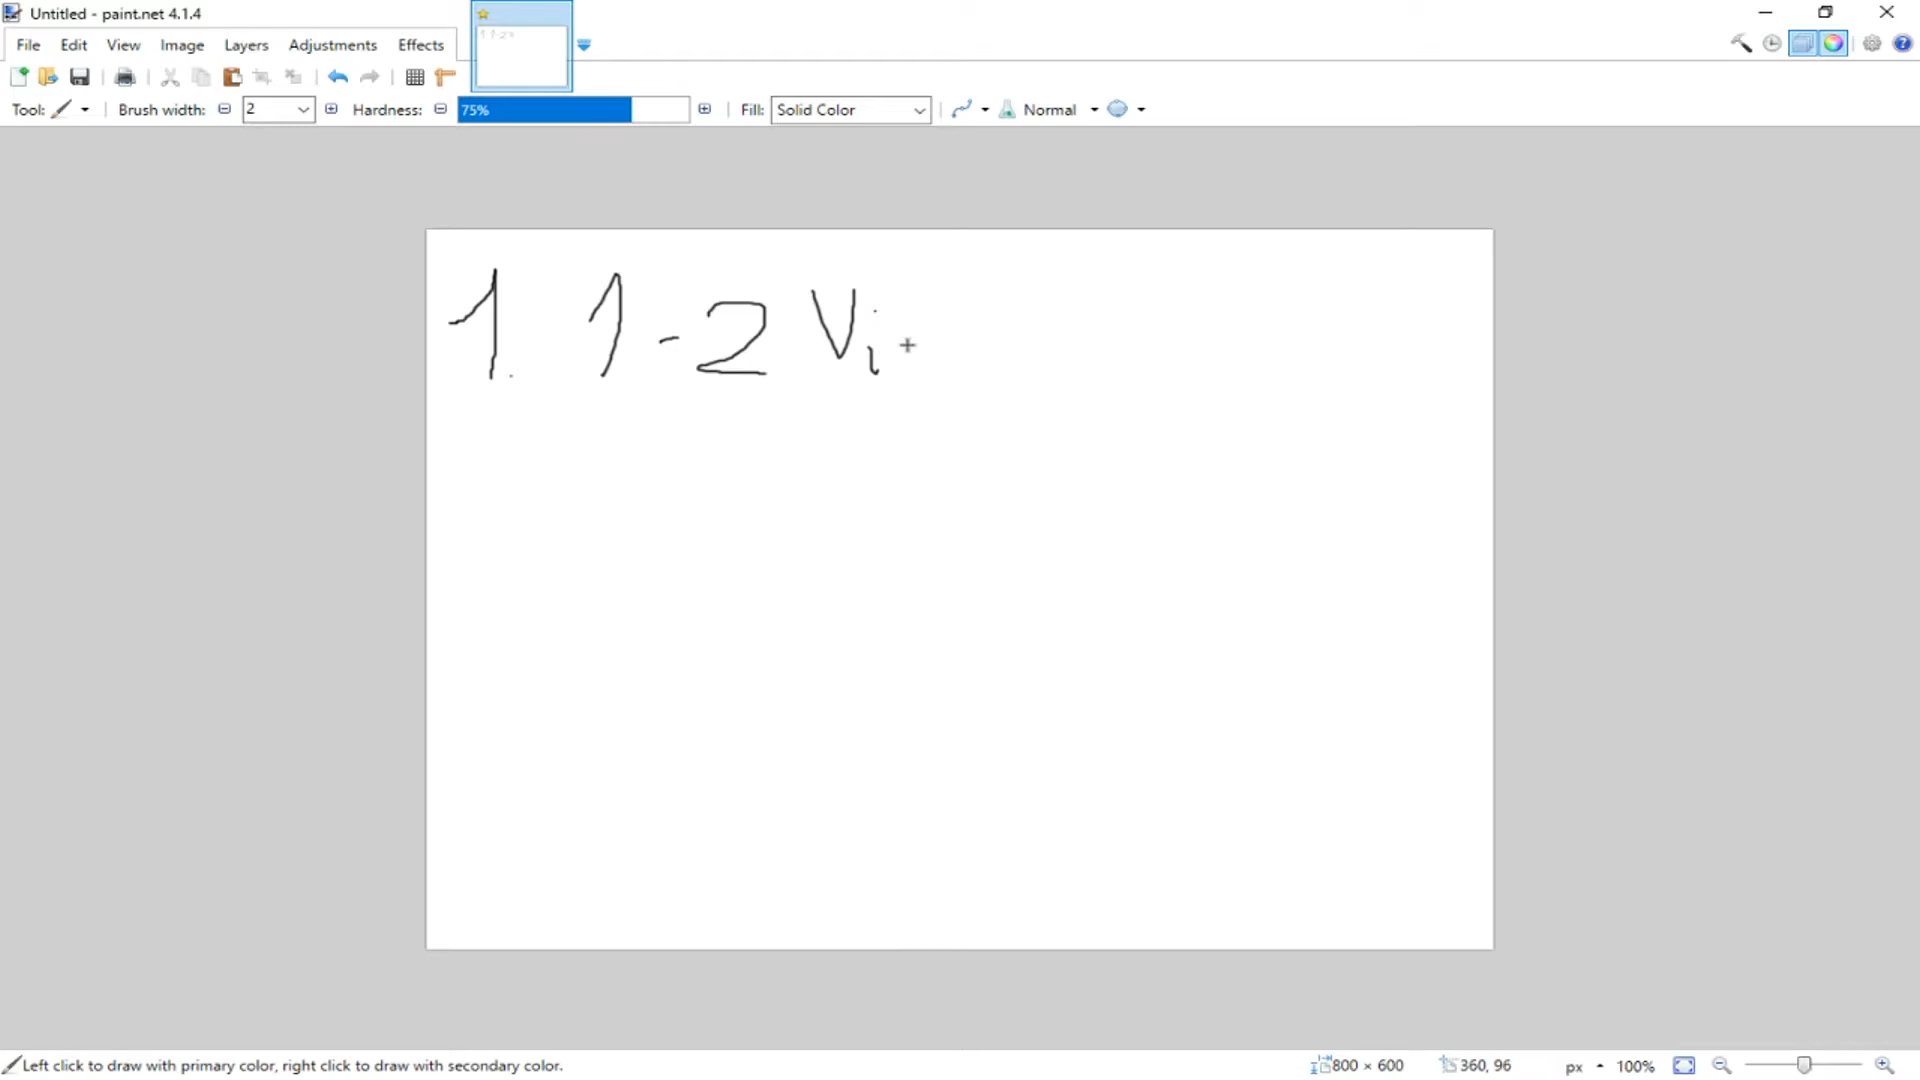 Untitled - paint.net 4.1.4
File Edit View Image Layers Adjustments Effects
Tool: Brush width: 2 Hardness: 75% Fill: Solid Color Normal
1. 1-2 Vi
Left click to draw with primary color, right click to draw with secondary color. 800 × 600 360, 96 px 100%